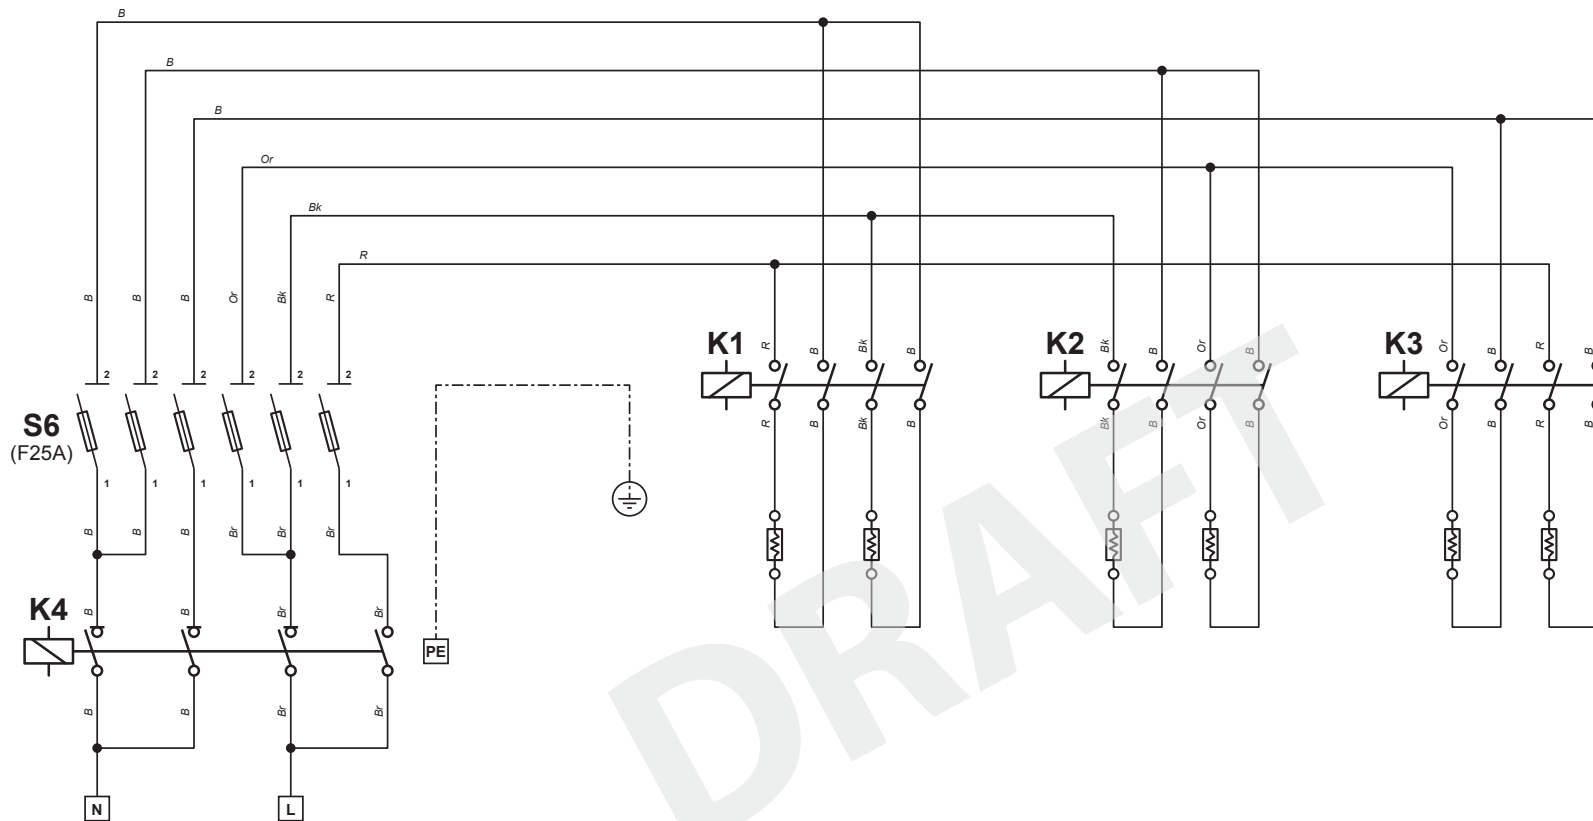 B
B
B
Or
Bk
R
B B B Or Bk R
K1 R B Bk B
K2 Bk B Or B
K3 Or B R B
2 2 2 2 2 2
S6
(F25A)
R B Bk B
Bk B Or B
Or B R B
1 1 1 1 1 1
B B B Br Br Br
K4 B B Br Br
PE
B B Br Br
N L
DRAFT